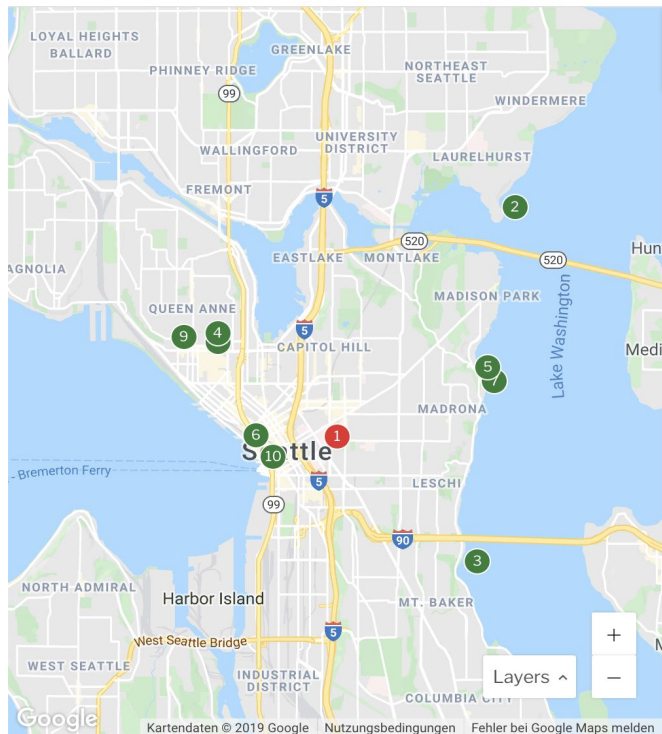 LOYAL HEIGHTS
BALLARD
GREENLAKE
PHINNEY RIDGE
NORTHEAST
SEATTLE
99
WINDERMERE
UNIVERSITY
DISTRICT
WALLINGFORD
LAURELHURST
FREMONT
5
2
520
EASTLAKE
MONTLAKE
520
Hun
AGNOLIA
MADISON PARK
QUEEN ANNE
Lake Washington
9
4
5
CAPITOL HILL
Medi
5
7
MADRONA
6
1
Seattle
10
Bremerton Ferry
5
LESCHI
99
90
3
NORTH ADMIRAL
Harbor Island
MT. BAKER
5
West Seattle Bridge
+
WEST SEATTLE
INDUSTRIAL
DISTRICT
Layers
−
COLUMBIA CITY
Google
Kartendaten © 2019 Google
Nutzungsbedingungen
Fehler bei Google Maps melden